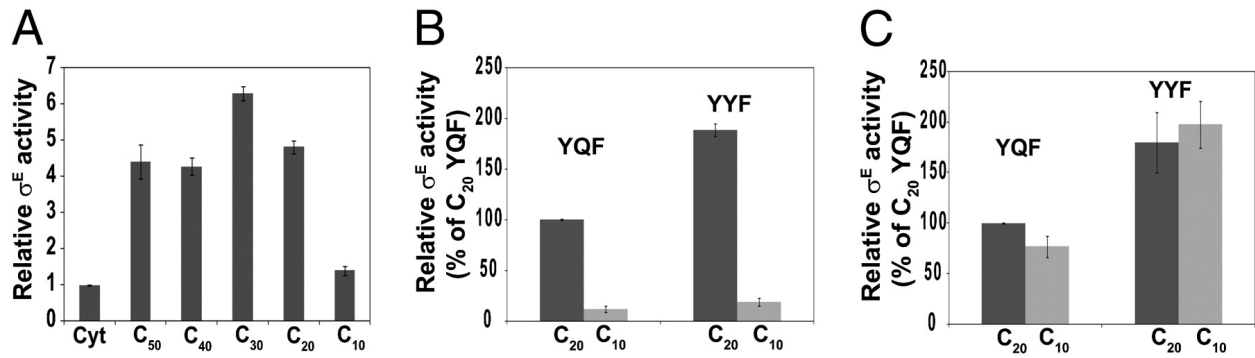 A
Relative σE activity
7
6
5
4
3
2
1
0
Cyt C50 C40 C30 C20 C10
B
Relative σE activity
(% of C20 YQF)
250
200
150
100
50
0
YQF
YYF
C20 C10 C20 C10
C
Relative σE activity
(% of C20 YQF)
250
200
150
100
50
0
YQF
YYF
C20 C10 C20 C10